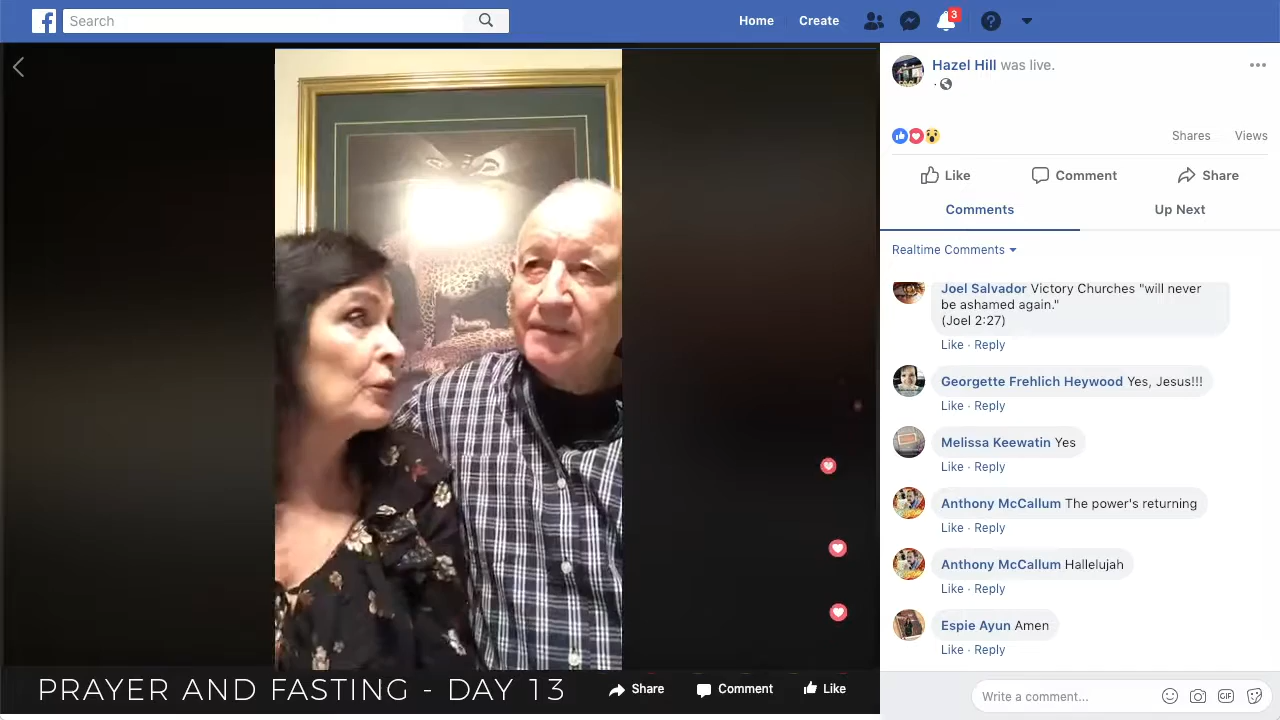 Search
Home
Create
3
Hazel Hill was live.
Shares
Views
Like
Comment
Share
Comments
Up Next
Realtime Comments
Joel Salvador Victory Churches "will never
be ashamed again."
(Joel 2:27)
Like · Reply
Georgette Frehlich Heywood Yes, Jesus!!!
Like · Reply
Melissa Keewatin Yes
Like · Reply
Anthony McCallum The power's returning
Like · Reply
Anthony McCallum Hallelujah
Like · Reply
Espie Ayun Amen
Like · Reply
PRAYER AND FASTING - DAY 13
Share
Comment
Like
Write a comment...
GIF